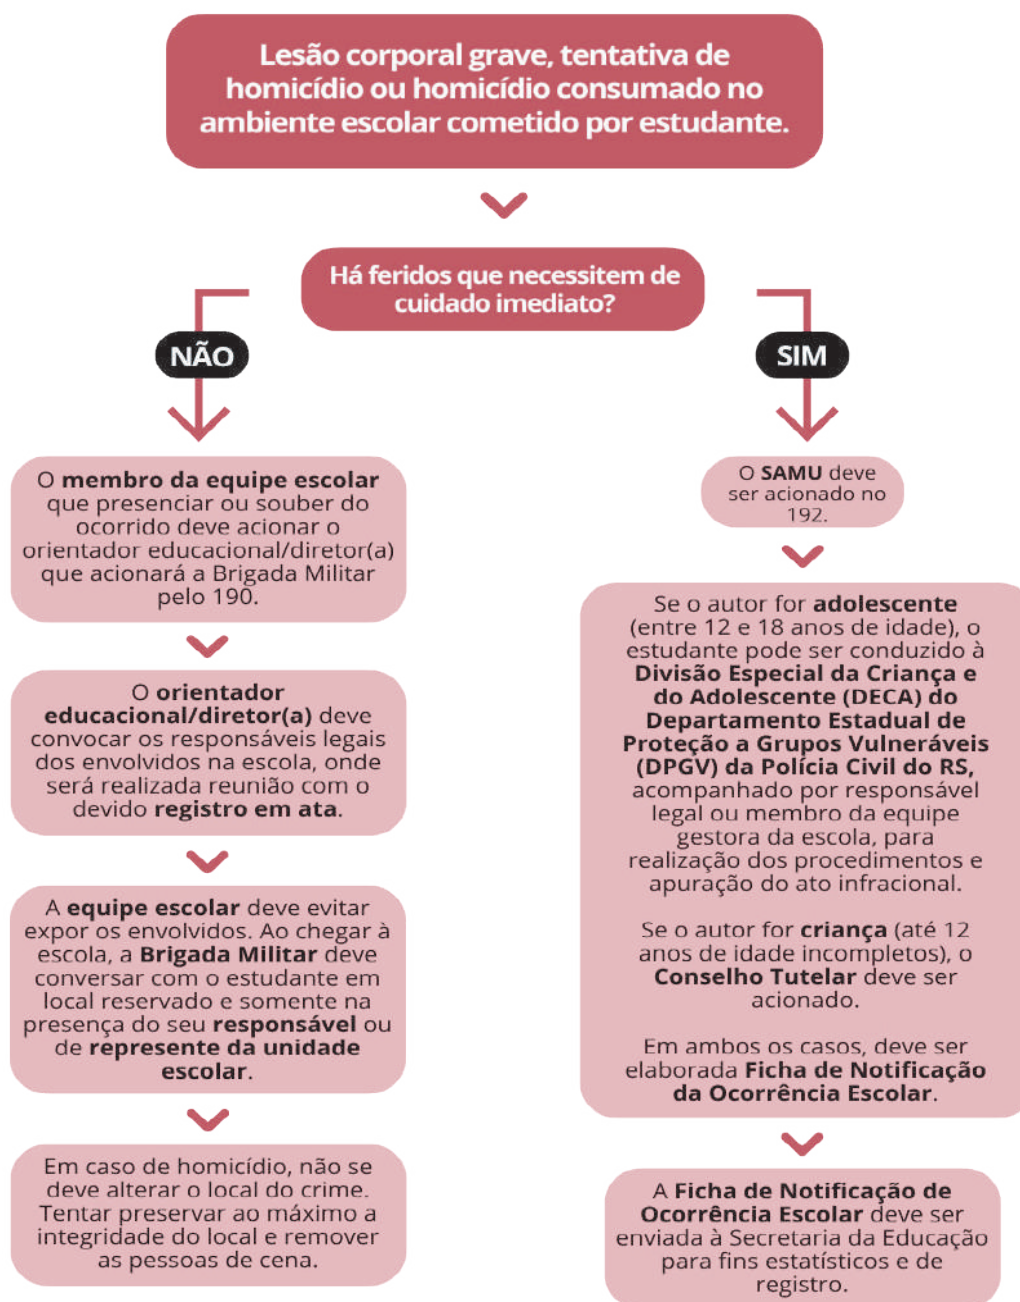 Lesão corporal grave, tentativa de
homicídio ou homicídio consumado no
ambiente escolar cometido por estudante.
Há feridos que necessitem de
cuidado imediato?
NÃO
O membro da equipe escolar
que presenciar ou souber do
ocorrido deve acionar o
orientador educacional/diretor(a)
que acionará a Brigada Militar
pelo 190.
O orientador
educacional/diretor(a) deve
convocar os responsáveis legais
dos envolvidos na escola, onde
será realizada reunião com o
devido registro em ata.
A equipe escolar deve evitar
expor os envolvidos. Ao chegar à
escola, a Brigada Militar deve
conversar com o estudante em
local reservado e somente na
presença do seu responsável ou
de represente da unidade
escolar.
Em caso de homicídio, não se
deve alterar o local do crime.
Tentar preservar ao máximo a
integridade do local e remover
as pessoas de cena.
SIM
O SAMU deve
ser acionado no
192.
Se o autor for adolescente
(entre 12 e 18 anos de idade), o
estudante pode ser conduzido à
Divisão Especial da Criança e
do Adolescente (DECA) do
Departamento Estadual de
Proteção a Grupos Vulneráveis
(DPGV) da Polícia Civil do RS,
acompanhado por responsável
legal ou membro da equipe
gestora da escola, para
realização dos procedimentos e
apuração do ato infracional.
Se o autor for criança (até 12
anos de idade incompletos), o
Conselho Tutelar deve ser
acionado.
Em ambos os casos, deve ser
elaborada Ficha de Notificação
da Ocorrência Escolar.
A Ficha de Notificação de
Ocorrência Escolar deve ser
enviada à Secretaria da Educação
para fins estatísticos e de
registro.